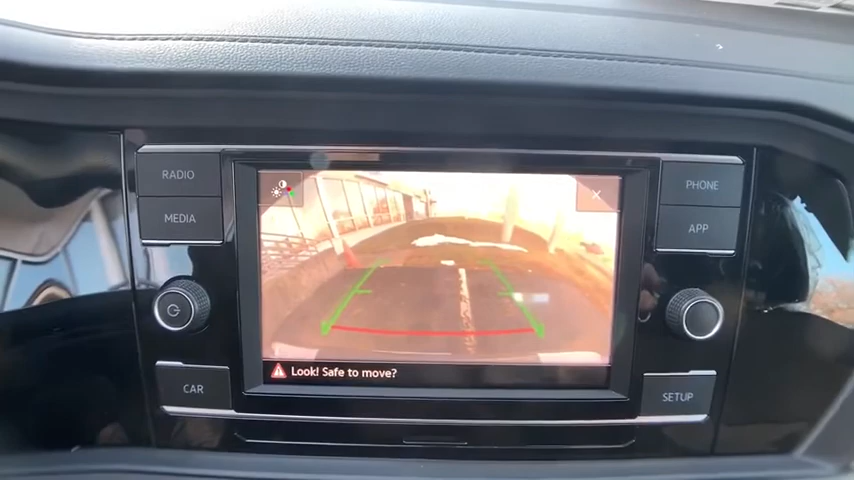 RADIO
MEDIA
CAR
Look! Safe to move?
PHONE
APP
SETUP